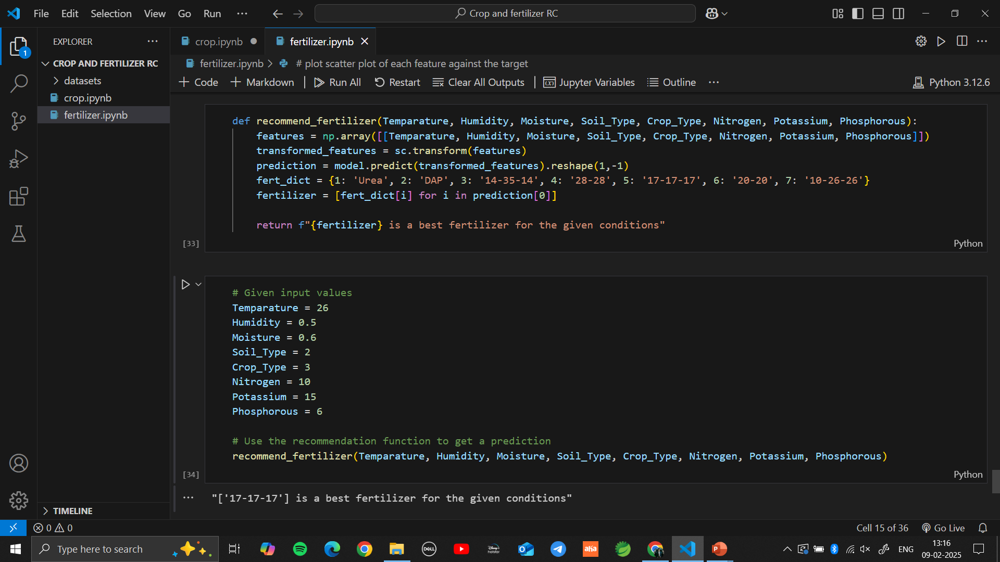 File Edit Selection View Go Run ···
Crop and fertilizer RC
EXPLORER ···
1
CROP AND FERTILIZER RC
datasets
crop.ipynb
fertilizer.ipynb
TIMELINE
crop.ipynb
fertilizer.ipynb
fertilizer.ipynb > # plot scatter plot of each feature against the target
+ Code + Markdown | Run All Restart Clear All Outputs | Jupyter Variables Outline ··· Python 3.12.6
def recommend_fertilizer(Temparature, Humidity, Moisture, Soil_Type, Crop_Type, Nitrogen, Potassium, Phosphorous):
features = np.array([[Temparature, Humidity, Moisture, Soil_Type, Crop_Type, Nitrogen, Potassium, Phosphorous]])
transformed_features = sc.transform(features)
prediction = model.predict(transformed_features).reshape(1,-1)
fert_dict = {1: 'Urea', 2: 'DAP', 3: '14-35-14', 4: '28-28', 5: '17-17-17', 6: '20-20', 7: '10-26-26'}
fertilizer = [fert_dict[i] for i in prediction[0]]
return f"{fertilizer} is a best fertilizer for the given conditions"
[33]
Python
# Given input values
Temparature = 26
Humidity = 0.5
Moisture = 0.6
Soil_Type = 2
Crop_Type = 3
Nitrogen = 10
Potassium = 15
Phosphorous = 6
# Use the recommendation function to get a prediction
recommend_fertilizer(Temparature, Humidity, Moisture, Soil_Type, Crop_Type, Nitrogen, Potassium, Phosphorous)
[34]
Python
··· "['17-17-17'] is a best fertilizer for the given conditions"
0 0
Cell 15 of 36 Go Live
Type here to search
DELL
Disney+ hotstar
aha
ENG
13:16
09-02-2025